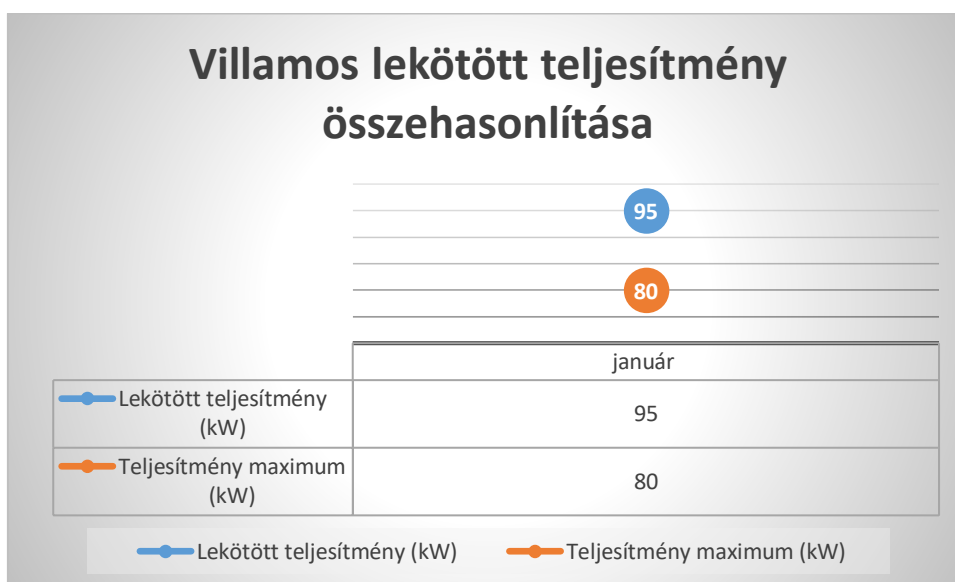 Villamos lekötött teljesítmény
összehasonlítása
95
80
január
Lekötött teljesítmény
(kW)
95
Teljesítmény maximum
(kW)
80
Lekötött teljesítmény (kW)
Teljesítmény maximum (kW)